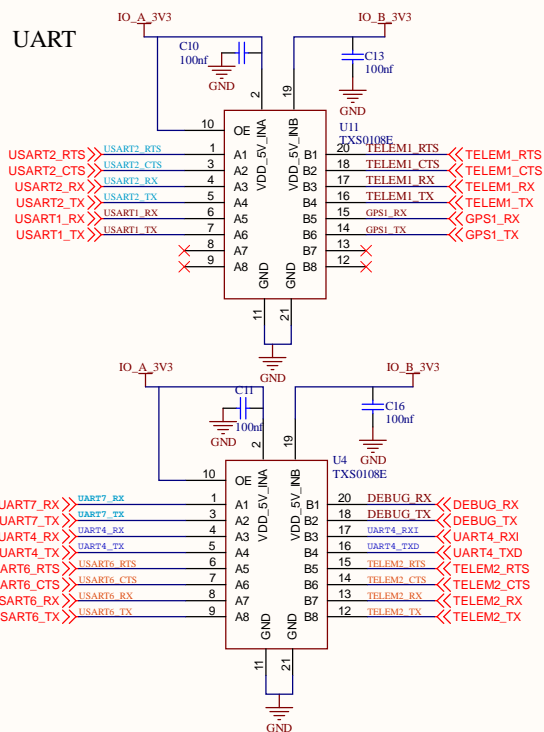 UART
IO_A_3V3
IO_B_3V3
C10
100nf
GND
C13
100nf
GND
2
19
U11
TXS0108E
10
OE
VDD_5V_INA
VDD_5V_INB
USART2_RTS USART2_RTS 1 A1 B1 20 TELEM1_RTS TELEM1_RTS
USART2_CTS USART2_CTS 3 A2 B2 18 TELEM1_CTS TELEM1_CTS
USART2_RX USART2_RX 4 A3 B3 17 TELEM1_RX TELEM1_RX
USART2_TX USART2_TX 5 A4 B4 16 TELEM1_TX TELEM1_TX
USART1_RX USART1_RX 6 A5 B5 15 GPS1_RX GPS1_RX
USART1_TX USART1_TX 7 A6 B6 14 GPS1_TX GPS1_TX
8 A7 B7 13
9 A8 B8 12
GND
GND
11
21
GND
IO_A_3V3
IO_B_3V3
C11
100nf
GND
C16
100nf
GND
2
19
U4
TXS0108E
10
OE
VDD_5V_INA
VDD_5V_INB
UART7_RX UART7_RX 1 A1 B1 20 DEBUG_RX DEBUG_RX
UART7_TX UART7_TX 3 A2 B2 18 DEBUG_TX DEBUG_TX
UART4_RX UART4_RX 4 A3 B3 17 UART4_RXI UART4_RXI
UART4_TX UART4_TX 5 A4 B4 16 UART4_TXD UART4_TXD
ART6_RTS USART6_RTS 6 A5 B5 15 TELEM2_RTS TELEM2_RTS
ART6_CTS USART6_CTS 7 A6 B6 14 TELEM2_CTS TELEM2_CTS
SART6_RX USART6_RX 8 A7 B7 13 TELEM2_RX TELEM2_RX
SART6_TX USART6_TX 9 A8 B8 12 TELEM2_TX TELEM2_TX
GND
GND
11
21
GND